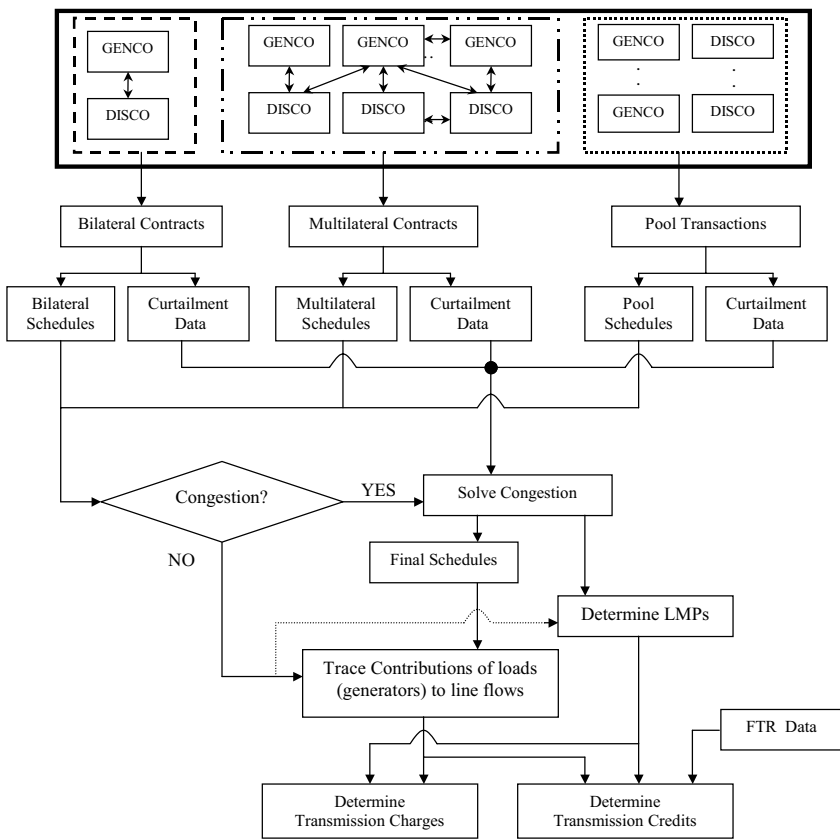 GENCO
GENCO
GENCO
GENCO
GENCO
DISCO
DISCO
DISCO
DISCO
DISCO
GENCO
DISCO
Bilateral Contracts
Multilateral Contracts
Pool Transactions
Bilateral
Schedules
Curtailment
Data
Multilateral
Schedules
Curtailment
Data
Pool
Schedules
Curtailment
Data
Congestion?
YES
Solve Congestion
NO
Final Schedules
Determine LMPs
Trace Contributions of loads
(generators) to line flows
FTR Data
Determine
Transmission Charges
Determine
Transmission Credits